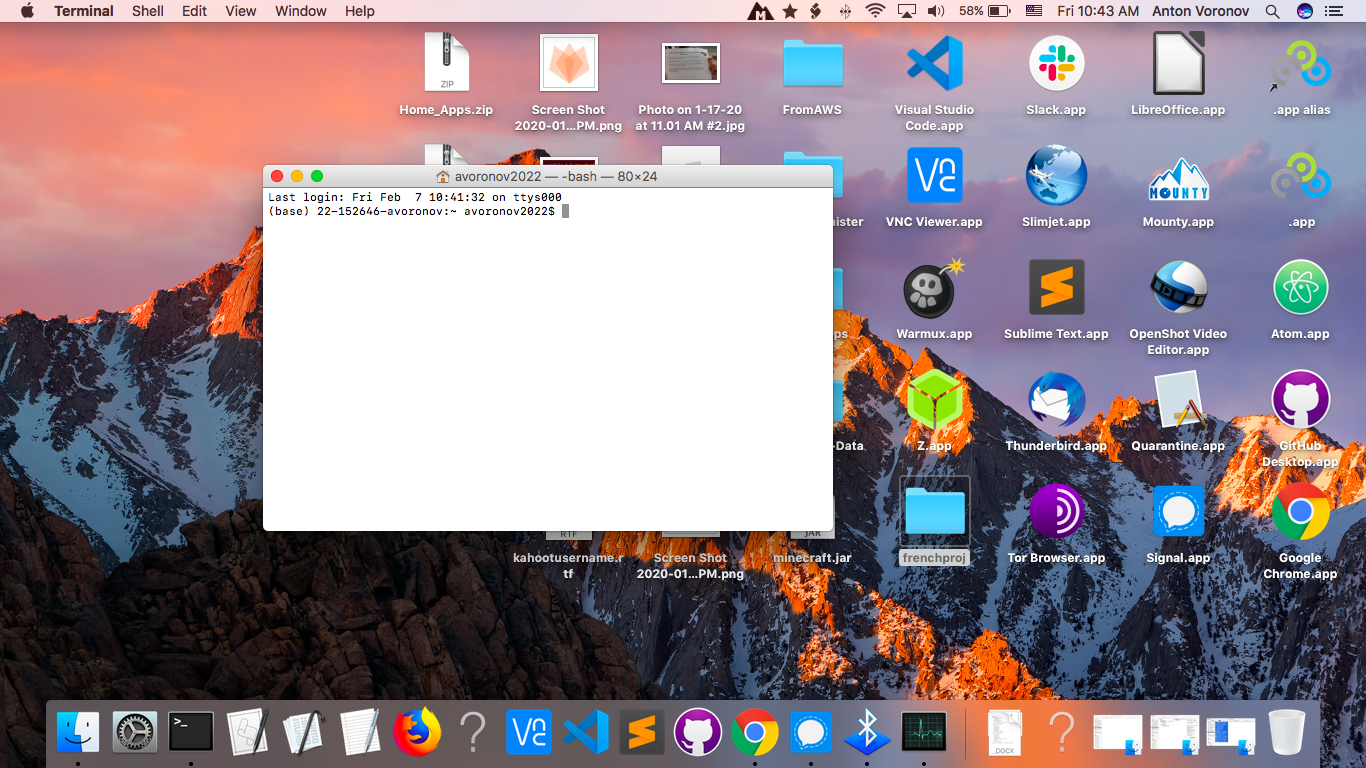 Terminal Shell Edit View Window Help
58% Fri 10:43 AM Anton Voronov
ZIP
Home_Apps.zip
Screen Shot
2020-01...PM.png
Photo on 1-17-20
at 11.01 AM #2.jpg
FromAWS
Visual Studio
Code.app
Slack.app
LibreOffice.app
.app alias
avoronov2022 — -bash — 80×24
Last login: Fri Feb  7 10:41:32 on ttys000
(base) 22-152646-avoronov:~ avoronov2022$
nister
VNC Viewer.app
Slimjet.app
MOUNTY
Mounty.app
.app
ps
Warmux.app
Sublime Text.app
OpenShot Video
Editor.app
Atom.app
-Data
Z.app
Thunderbird.app
Quarantine.app
GitHub
Desktop.app
RTF
kahootusername.r
tf
Screen Shot
2020-01...PM.png
JAR
minecraft.jar
frenchproj
Tor Browser.app
Signal.app
Google
Chrome.app
DOCX